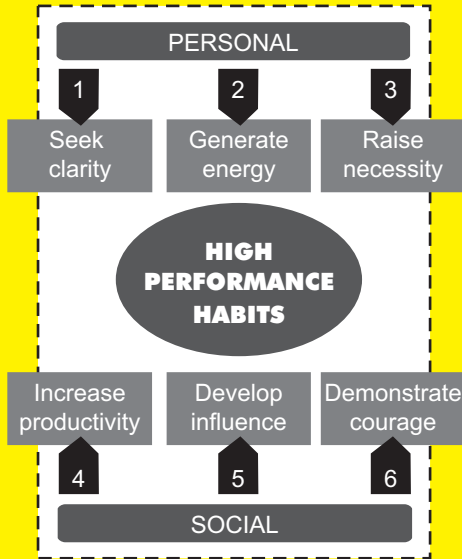 PERSONAL
1 2 3
Seek Generate Raise
clarity energy necessity
HIGH
PERFORMANCE
HABITS
Increase Develop Demonstrate
productivity influence courage
4 5 6
SOCIAL